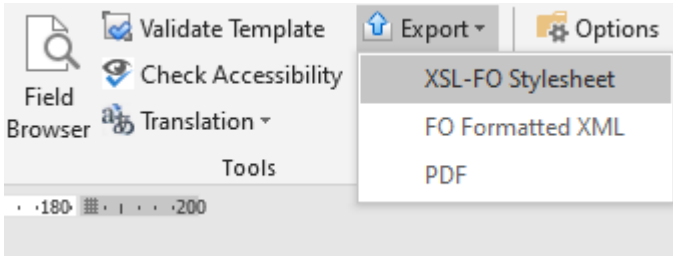 Validate Template
Export
Options
Check Accessibility
XSL-FO Stylesheet
Field
Browser
Translation
FO Formatted XML
Tools
PDF
180
200